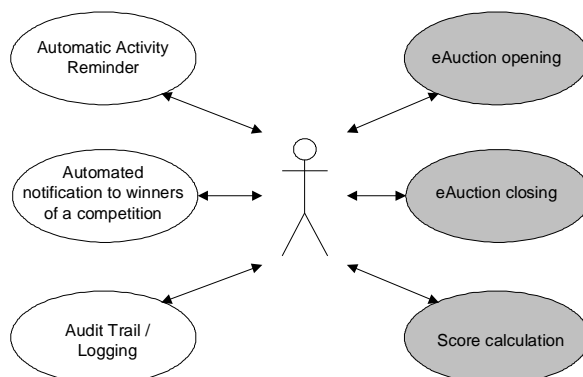 Automatic Activity
Reminder
eAuction opening
Automated
notification to winners
of a competition
eAuction closing
Audit Trail /
Logging
Score calculation